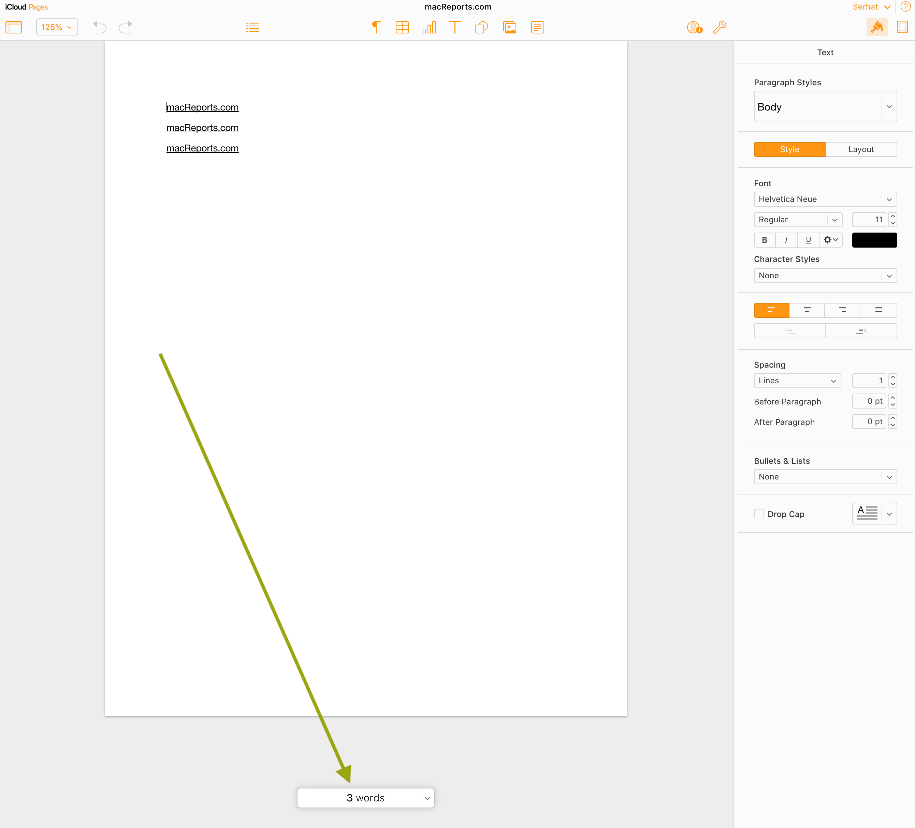 iCloud Pages
macReports.com
Serhat
125%
macReports.com
macReports.com
macReports.com
3 words
Text
Paragraph Styles
Body
Style Layout
Font
Helvetica Neue
Regular 11
B I U
Character Styles
None
Spacing
Lines 1
Before Paragraph 0 pt
After Paragraph 0 pt
Bullets & Lists
None
Drop Cap A